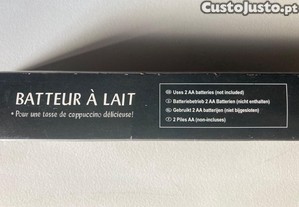 CustoJusto.pt
BATTEUR À LAIT
• Pour une tasse de cappuccino délicieuse!
Uses 2 AA batteries (not included)
Batteriebetrieb 2 AA Batterien (nicht enthalten)
Gebruikt 2 AA batterijen (niet bijgesloten)
2 Piles AA (non-incluses)